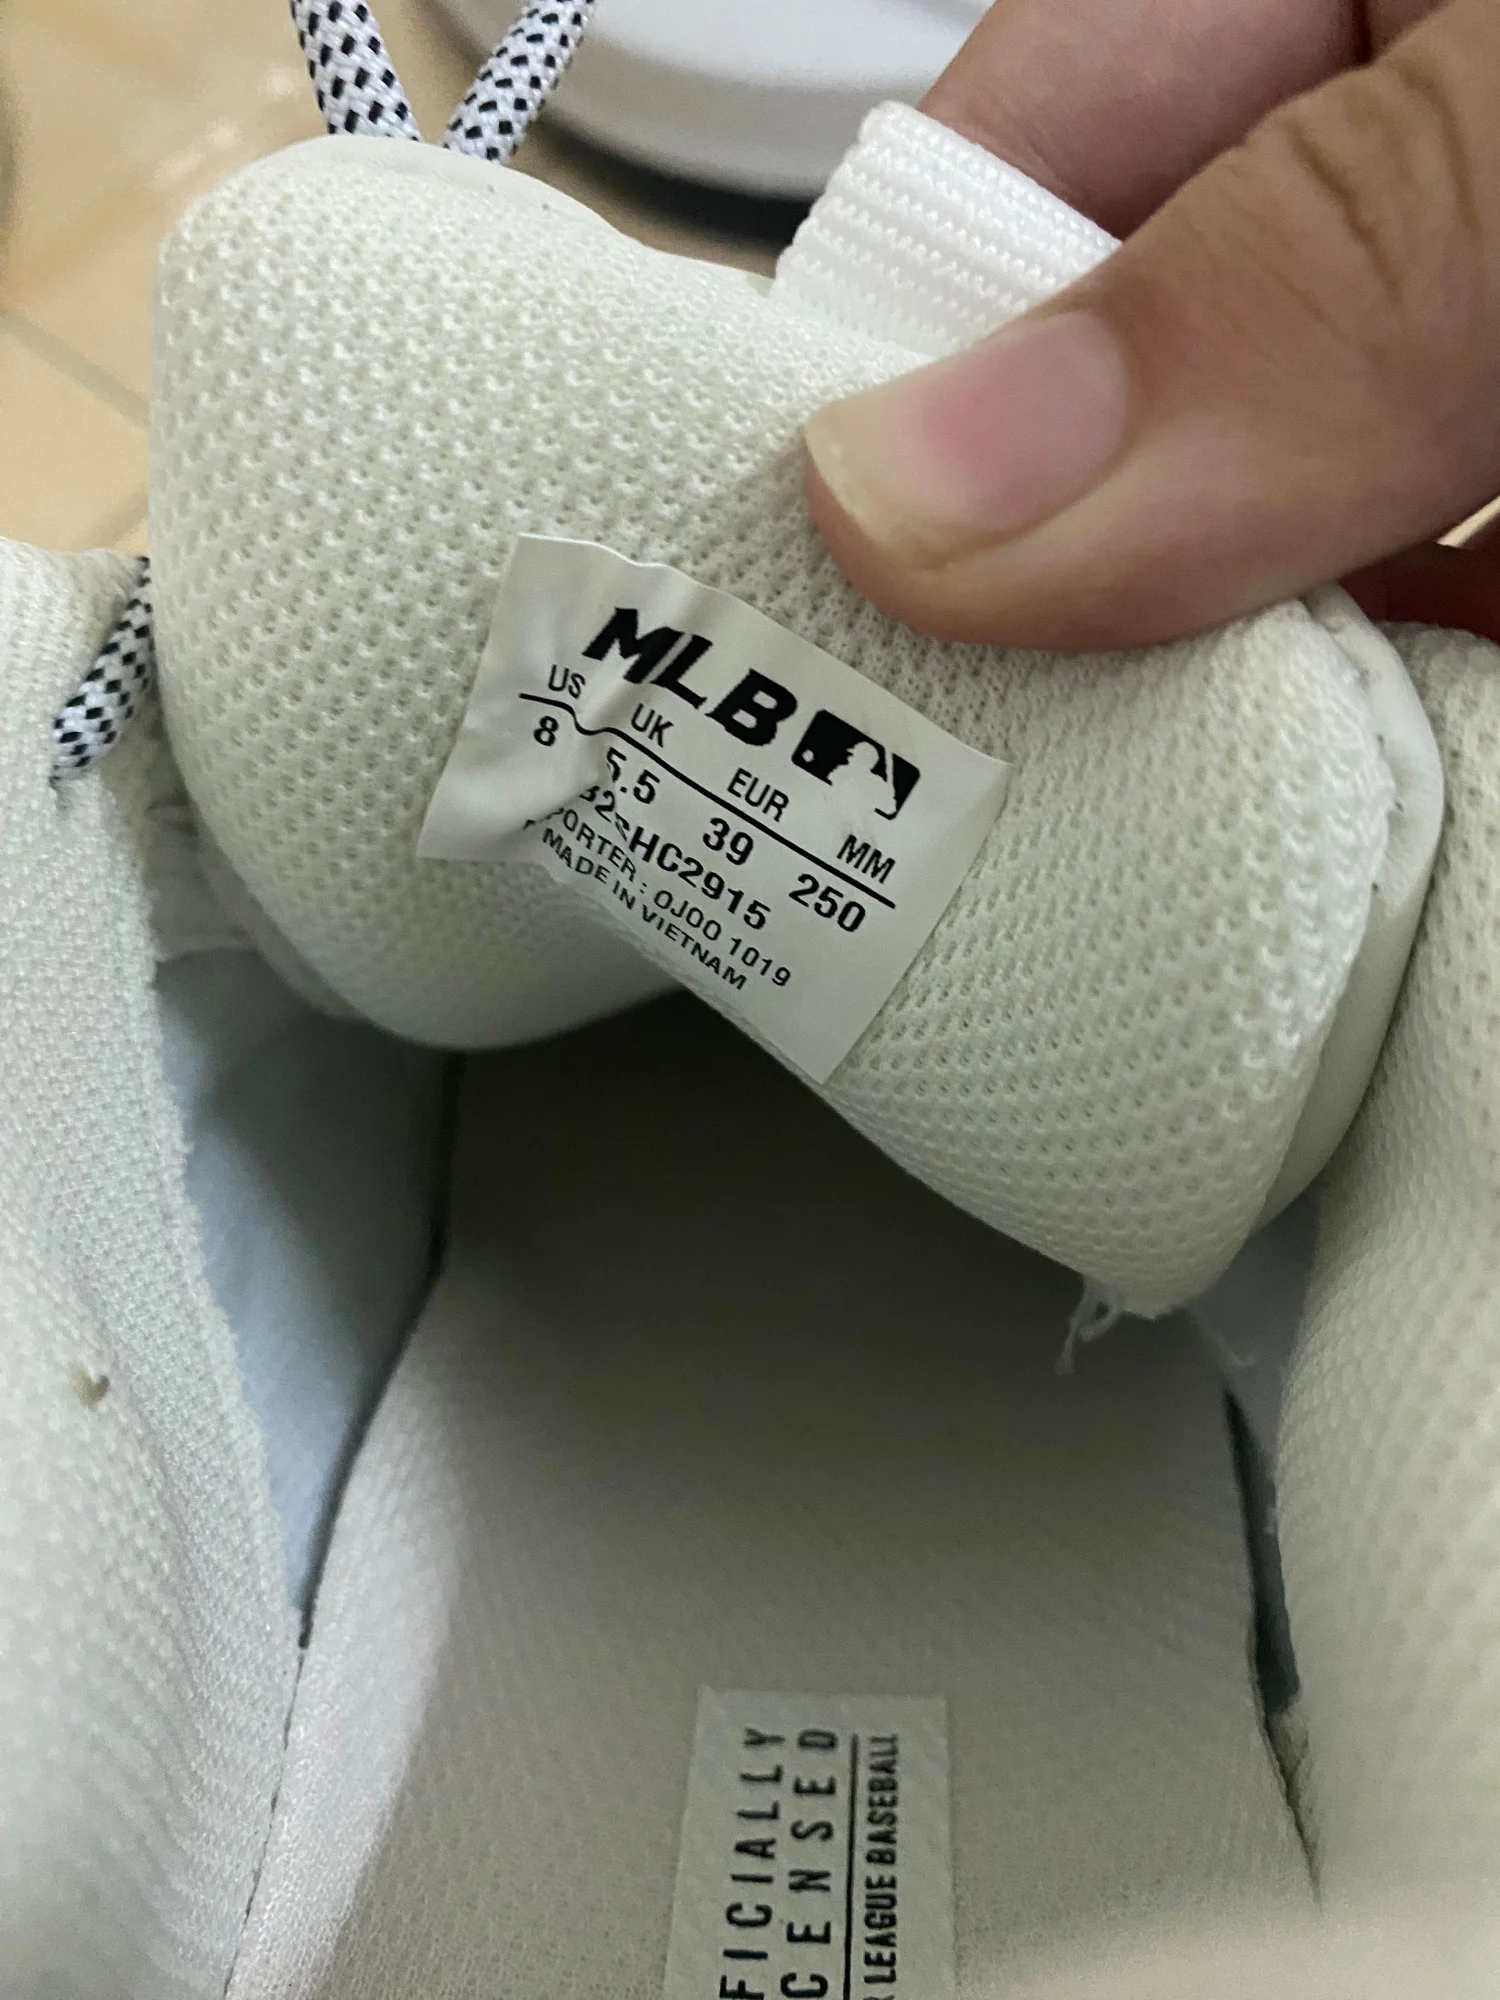 MLB
US UK EUR MM
8 5.5 39 250
HC2915
PORTER : OJOO 1019
MADE IN VIETNAM
FICIALLY
CENSED
LEAGUE BASEBALL